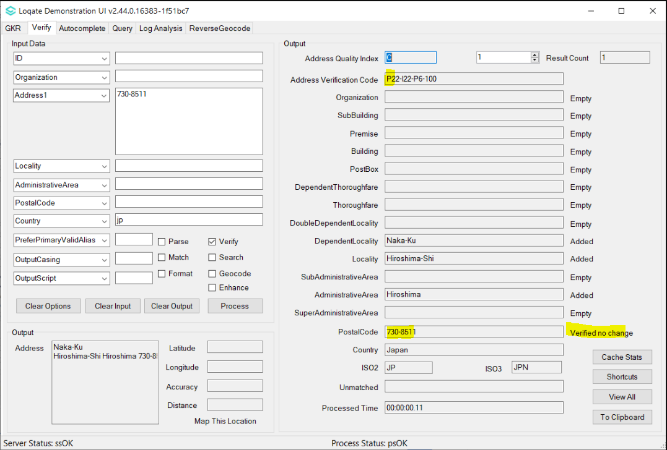 Loqate Demonstration UI v2.44.0.16383-1f51bc7
GKR Verify Autocomplete Query Log Analysis ReverseGeocode
Input Data
ID
Organization
Address1 730-8511
Locality
AdministrativeArea
PostalCode
Country jp
PreferPrimaryValidAlias Parse Verify
OutputCasing Match Search
OutputScript Format Geocode
Enhance
Clear Options Clear Input Clear Output Process
Output
Address Naka-Ku
Hiroshima-Shi Hiroshima 730-8
Latitude
Longitude
Accuracy
Distance
Map This Location
Output
Address Quality Index C 1 Result Count 1
Address Verification Code P22-I22-P6-100
Organization Empty
SubBuilding Empty
Premise Empty
Building Empty
PostBox Empty
DependentThoroughfare Empty
Thoroughfare Empty
DoubleDependentLocality Empty
DependentLocality Naka-Ku Added
Locality Hiroshima-Shi Added
SubAdministrativeArea Empty
AdministrativeArea Hiroshima Added
SuperAdministrativeArea Empty
PostalCode 730-8511 Verified no change
Country Japan
ISO2 JP ISO3 JPN
Unmatched
Processed Time 00:00:00.11
Cache Stats
Shortcuts
View All
To Clipboard
Server Status: ssOK Process Status: psOK